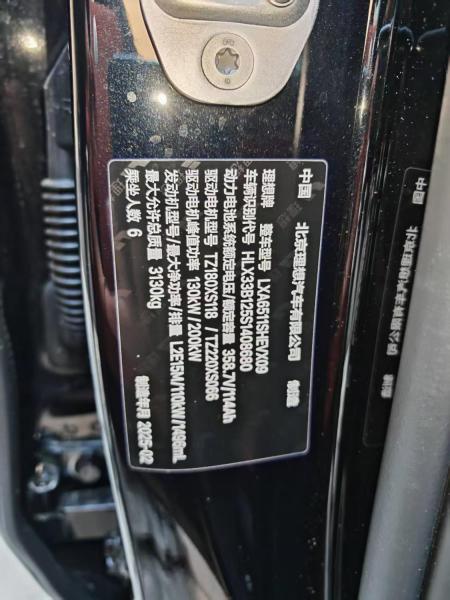 中国 北京理想汽车有限公司 制造
理想牌 整车型号 LXA6511SHEVX09
车辆识别代号 HLX33B125S1408680
动力电池系统额定电压/额定容量 358.7V/114Ah
驱动电机型号 TZ180XS118 / TZ220XS066
驱动电机峰值功率 130kW / 200kW
发动机型号/最大净功率/排量 L2E15M/110kW/1496mL
最大允许总质量 3130kg
乘坐人数 6 制造年月 2025-02